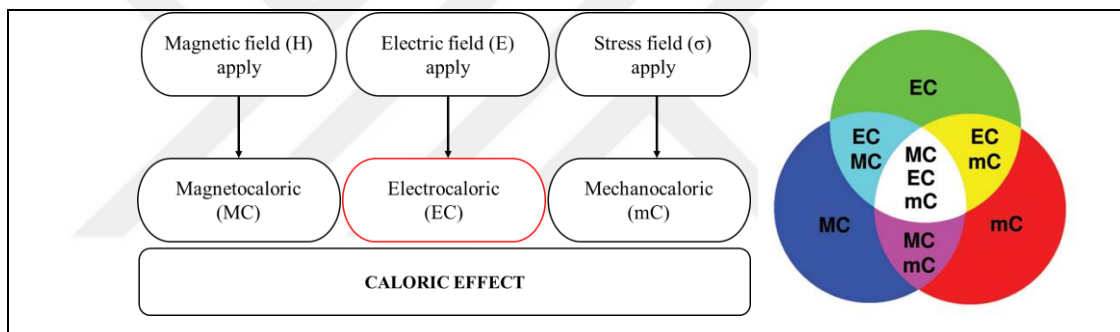 Magnetic field (H)
apply
Electric field (E)
apply
Stress field (σ)
apply
Magnetocaloric
(MC)
Electrocaloric
(EC)
Mechanocaloric
(mC)
CALORIC EFFECT
EC
EC
MC
EC
mC
MC
EC
mC
MC
mC
MC
mC